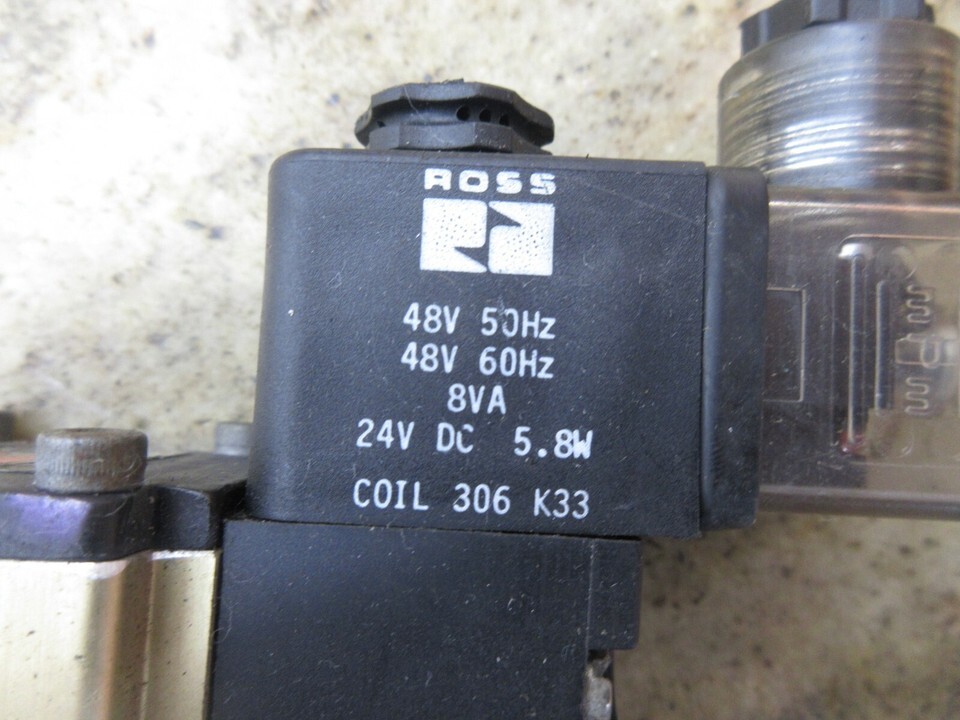 ROSS
48V 50Hz
48V 60Hz
8VA
24V DC 5.8W
COIL 306 K33